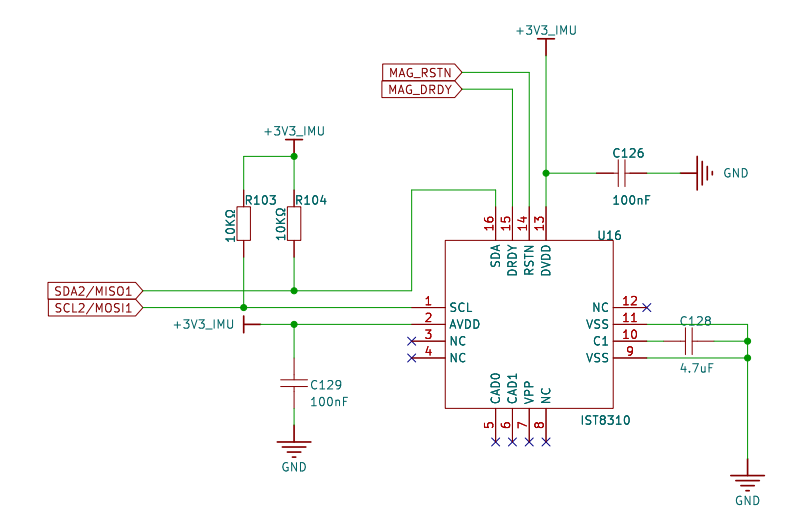 +3V3_IMU
MAG_RSTN
MAG_DRDY
+3V3_IMU
C126
GND
100nF
R103
R104
10KΩ
10KΩ
U16
16
15
14
13
SDA
DRDY
RSTN
DVDD
SDA2/MISO1
SCL2/MOSI1
+3V3_IMU
1
SCL
2
AVDD
3
NC
4
NC
NC
12
VSS
11
C1
10
VSS
9
C128
4.7uF
C129
100nF
CAD0
CAD1
VPP
NC
5
6
7
8
IST8310
GND
GND